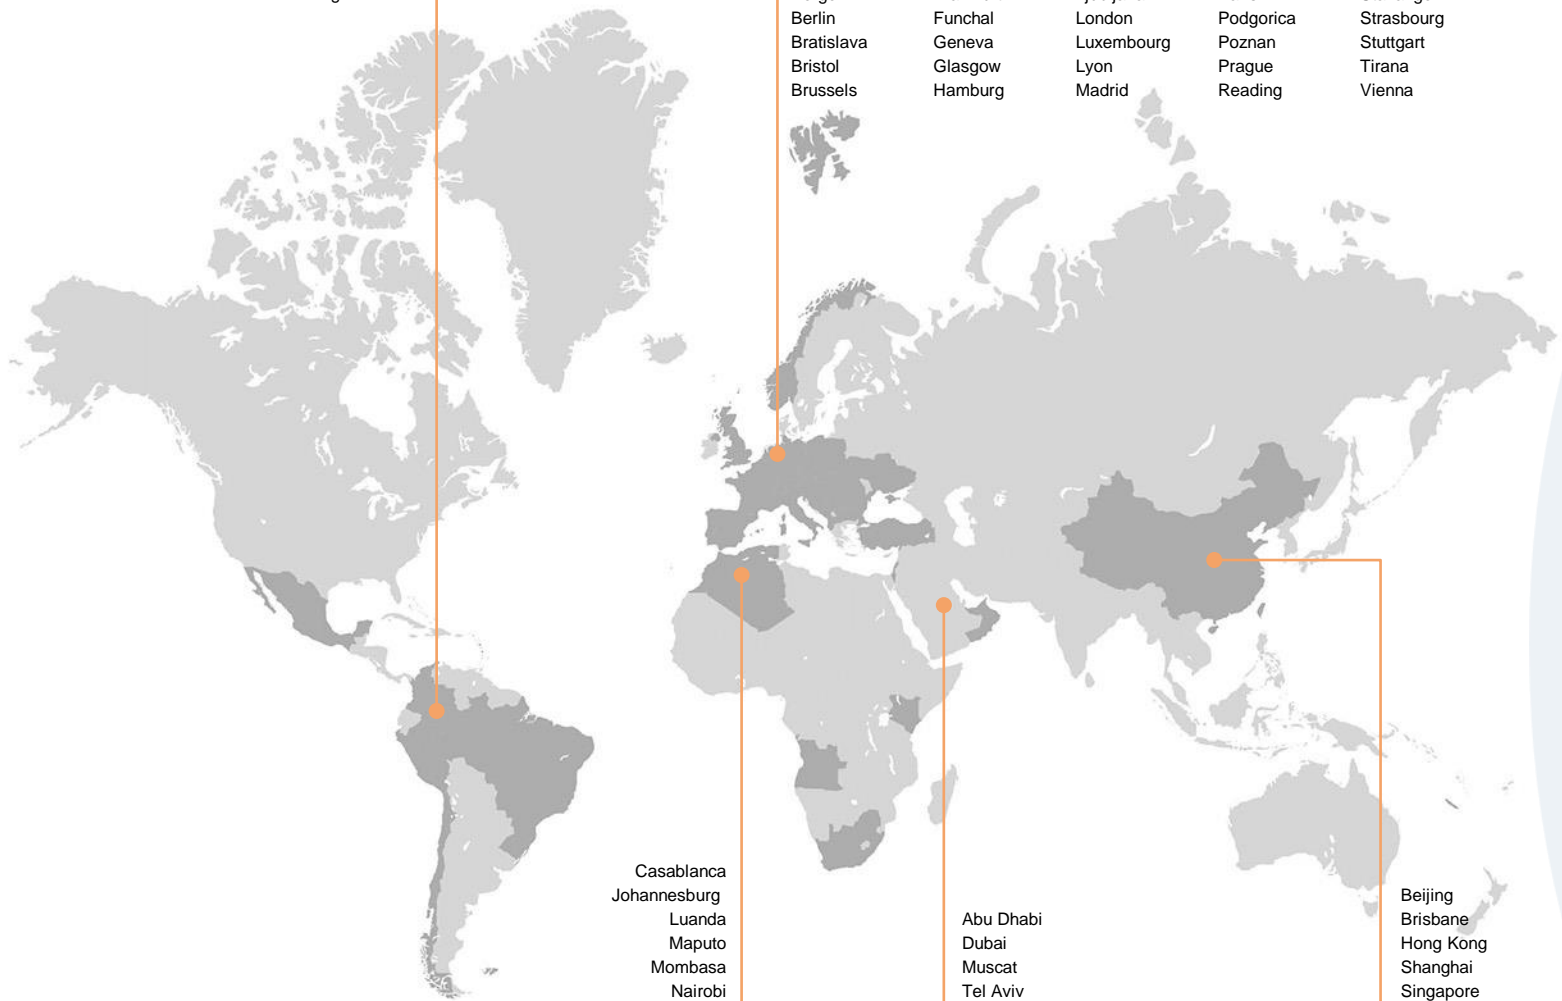 Berlin Funchal London Podgorica Strasbourg
Bratislava Geneva Luxembourg Poznan Stuttgart
Bristol Glasgow Lyon Prague Tirana
Brussels Hamburg Madrid Reading Vienna
Casablanca
Johannesburg
Luanda
Maputo
Mombasa
Nairobi
Abu Dhabi
Dubai
Muscat
Tel Aviv
Beijing
Brisbane
Hong Kong
Shanghai
Singapore